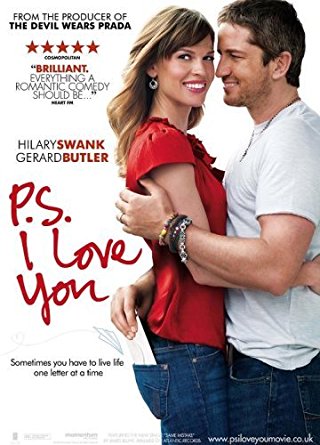 FROM THE PRODUCER OF
THE DEVIL WEARS PRADA
COSMOPOLITAN
"BRILLIANT.
EVERYTHING A
ROMANTIC COMEDY
SHOULD BE..."
HEART FM
HILARY SWANK
GERARD BUTLER
P.S.
I Love
You
Sometimes you have to live life
one letter at a time
momentum
www.psiloveyoumovie.co.uk